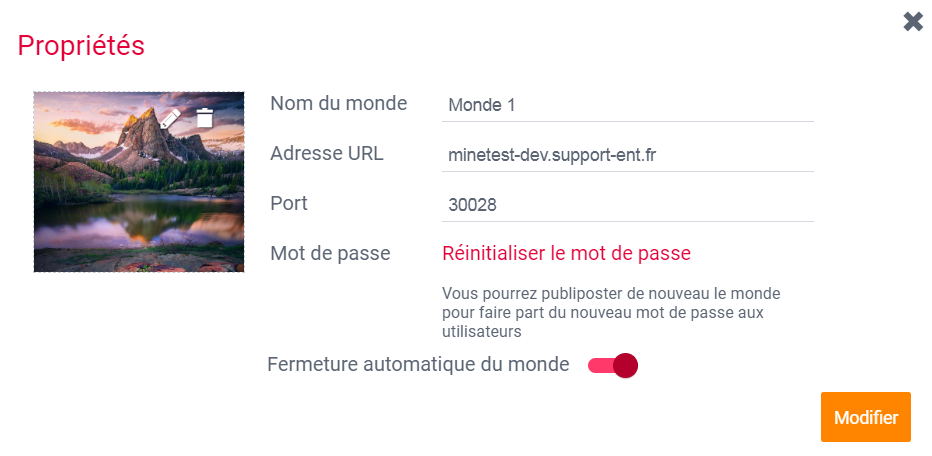 Propriétés
Nom du monde Monde 1
Adresse URL minetest-dev.support-ent.fr
Port 30028
Mot de passe Réinitialiser le mot de passe
Vous pourrez publiposter de nouveau le monde
pour faire part du nouveau mot de passe aux
utilisateurs
Fermeture automatique du monde
Modifier